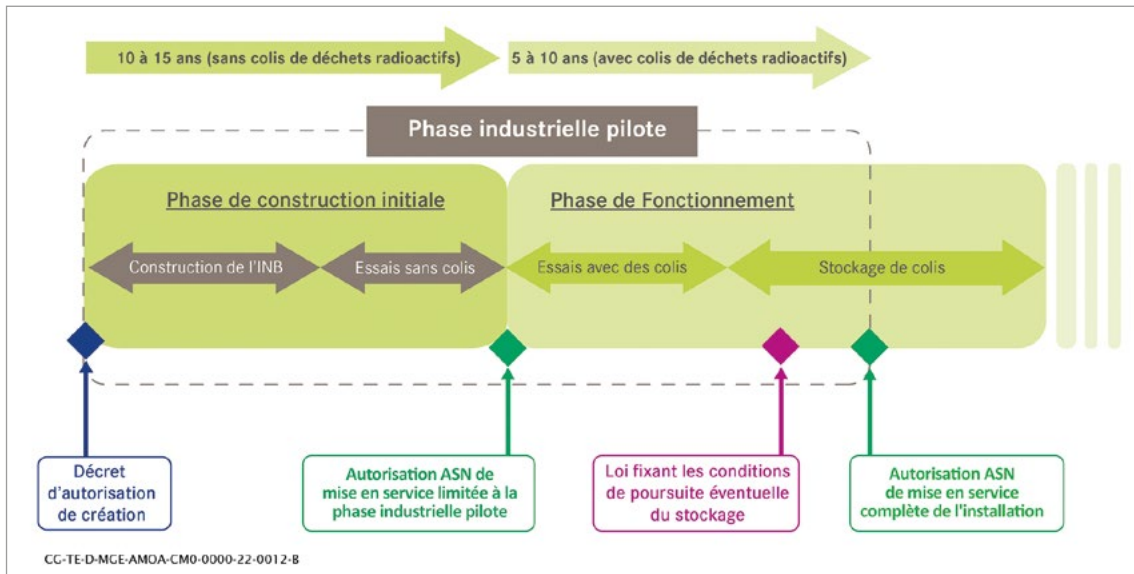 10 à 15 ans (sans colis de déchets radioactifs)
5 à 10 ans (avec colis de déchets radioactifs)
Phase industrielle pilote
Phase de construction initiale
Phase de Fonctionnement
Construction de l'INB
Essais sans colis
Essais avec des colis
Stockage de colis
Décret
d'autorisation
de création
Autorisation ASN de
mise en service limitée à la
phase industrielle pilote
Loi fixant les conditions
de poursuite éventuelle
du stockage
Autorisation ASN
de mise en service
complète de l'installation
CG-TE-D-MGE-AMOA-CM0-0000-22-0012-B